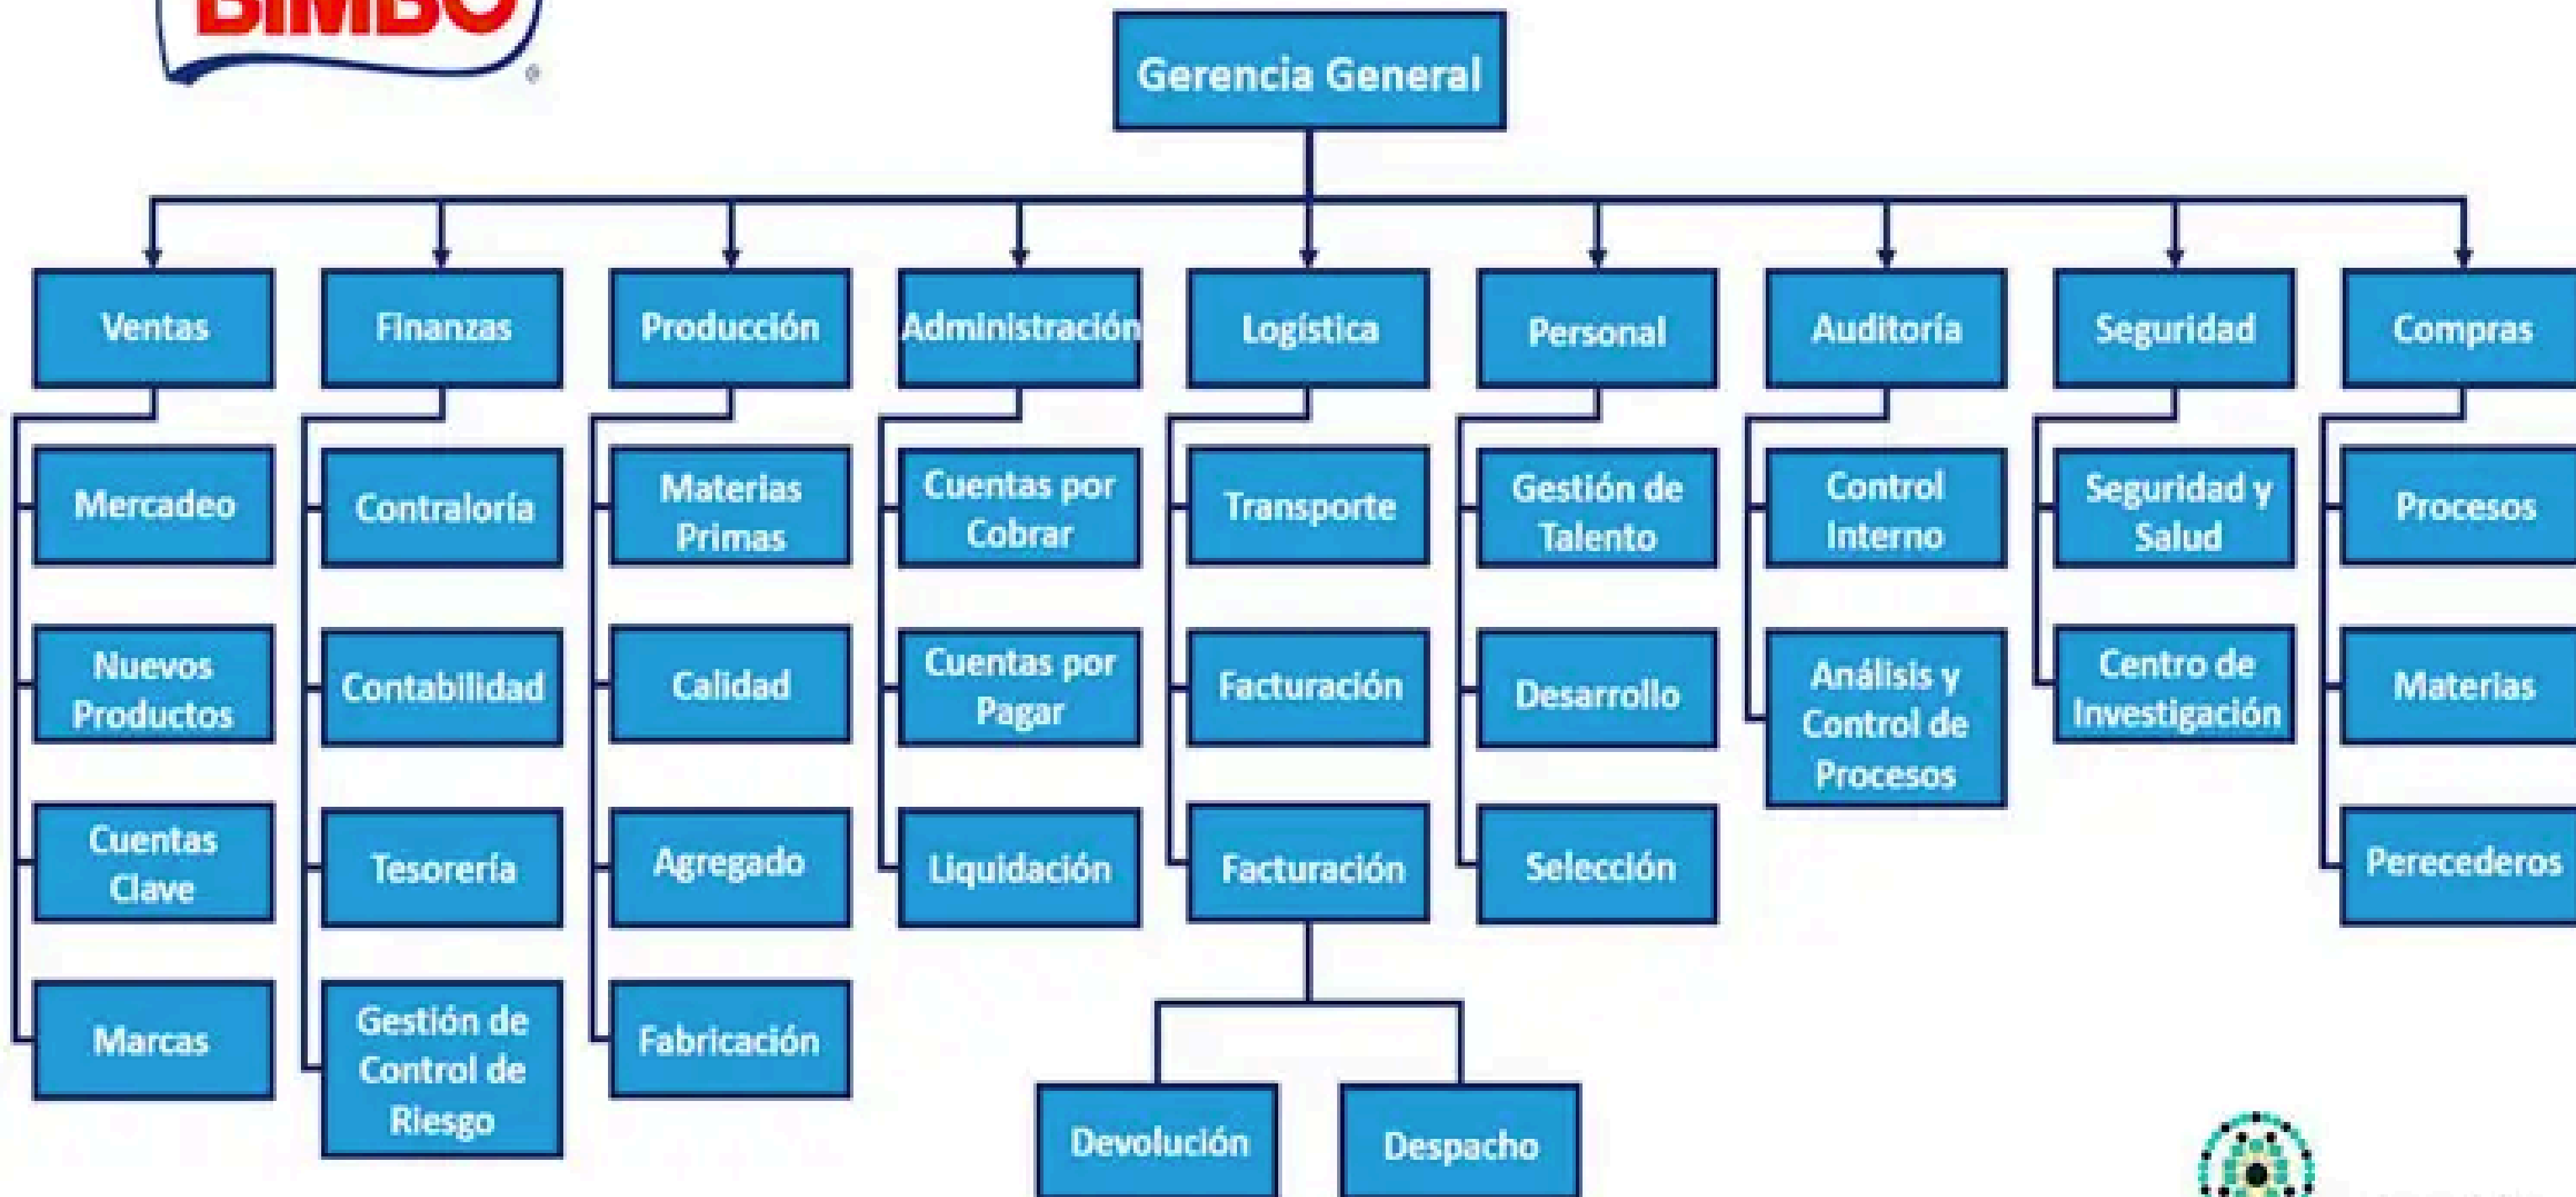 BIMBO
®
Gerencia General
Ventas
Finanzas
Producción
Administración
Logística
Personal
Auditoría
Seguridad
Compras
Mercadeo
Nuevos
Productos
Cuentas
Clave
Marcas
Contraloría
Contabilidad
Tesorería
Gestión de
Control de
Riesgo
Materias
Primas
Calidad
Agregado
Fabricación
Cuentas por
Cobrar
Cuentas por
Pagar
Liquidación
Transporte
Facturación
Facturación
Devolución
Despacho
Gestión de
Talento
Desarrollo
Selección
Control
Interno
Análisis y
Control de
Procesos
Seguridad y
Salud
Centro de
Investigación
Procesos
Materias
Perecederos